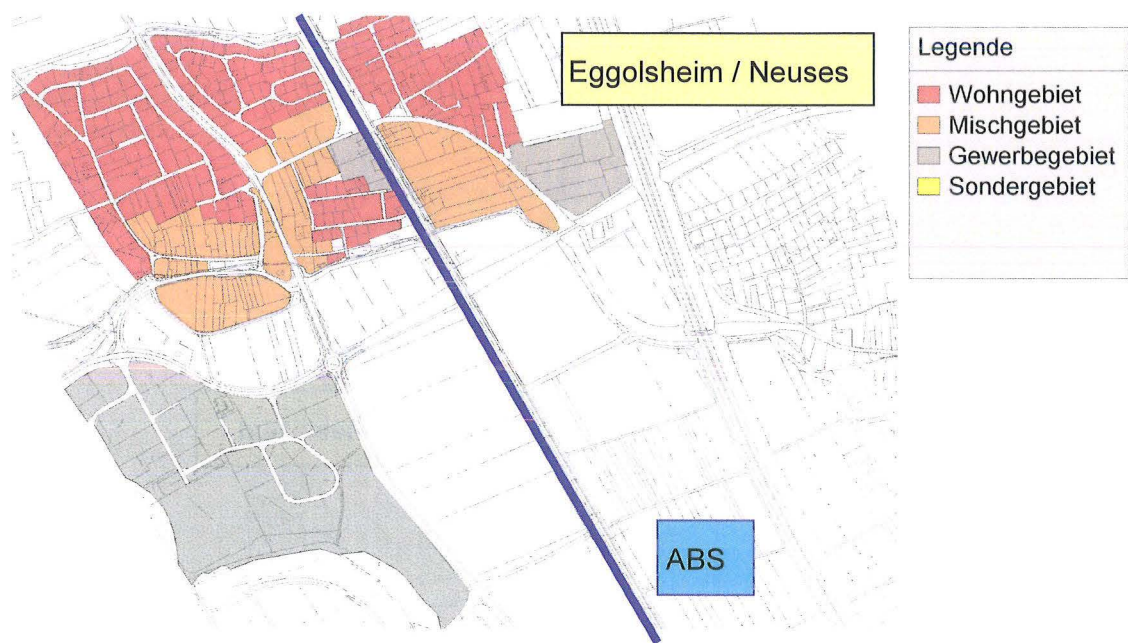 Eggolsheim / Neuses
Legende
Wohngebiet
Mischgebiet
Gewerbegebiet
Sondergebiet
ABS